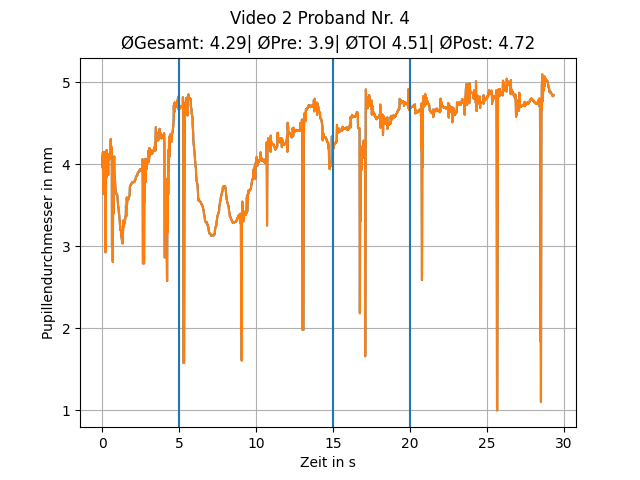 Video 2 Proband Nr. 4
ØGesamt: 4.29| ØPre: 3.9| ØTOI 4.51| ØPost: 4.72
Pupillendurchmesser in mm
5
4
3
2
1
0 5 10 15 20 25 30
Zeit in s